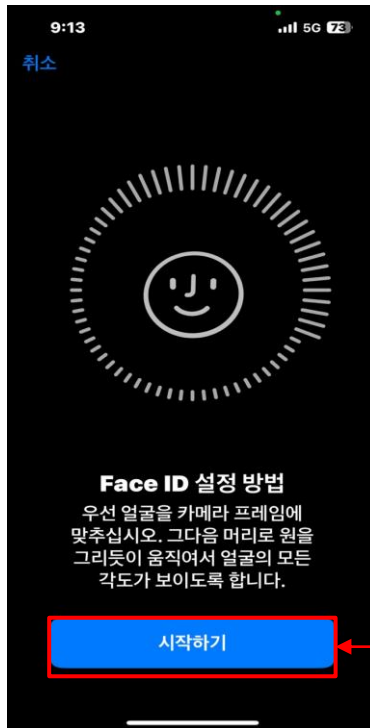 9:13
5G 73
취소
Face ID 설정 방법
우선 얼굴을 카메라 프레임에
맞추십시오. 그다음 머리로 원을
그리듯이 움직여서 얼굴의 모든
각도가 보이도록 합니다.
시작하기